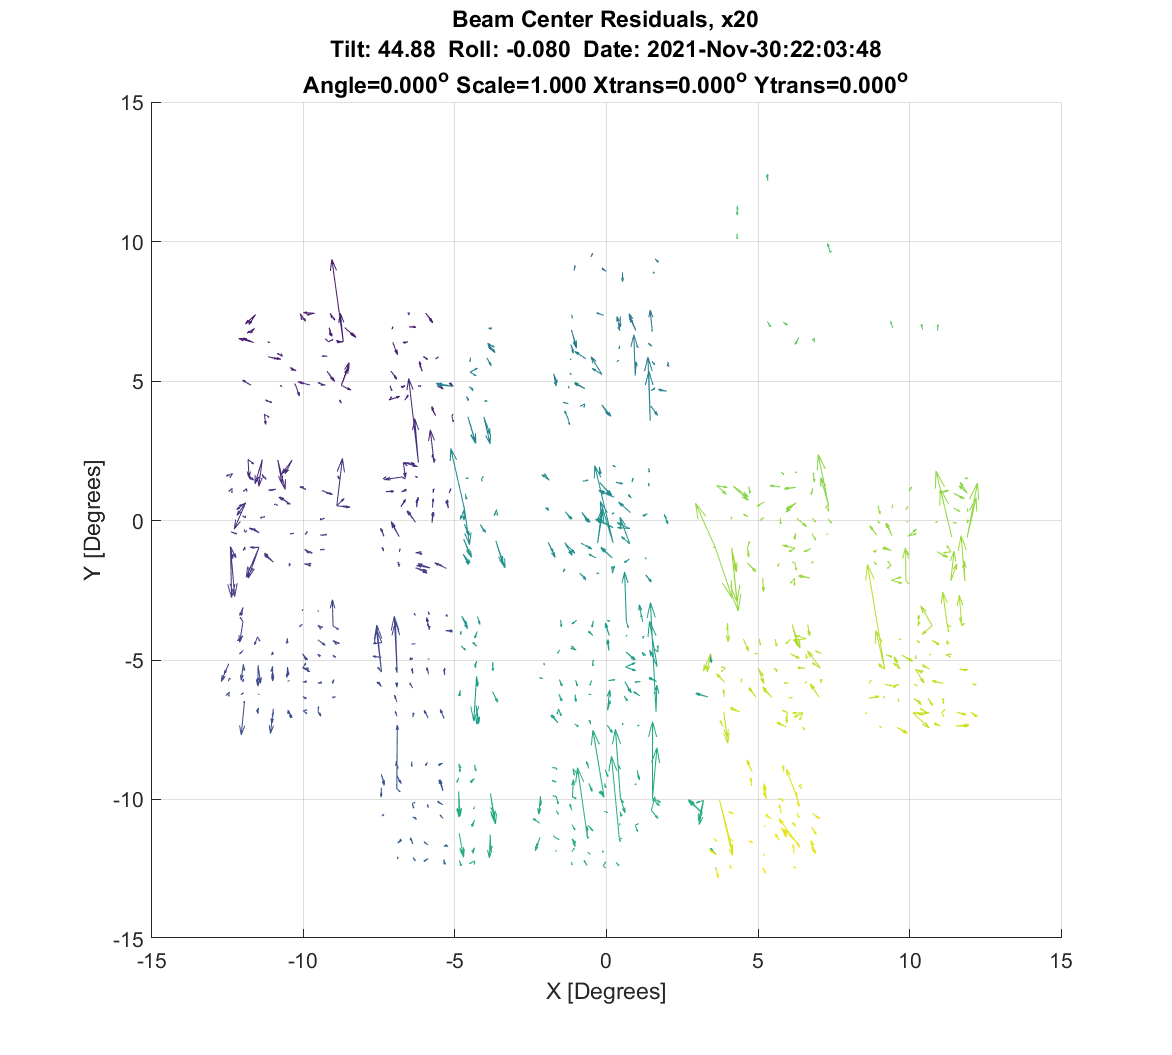 Beam Center Residuals, x20
Tilt: 44.88 Roll: -0.080 Date: 2021-Nov-30:22:03:48
Angle=0.000° Scale=1.000 Xtrans=0.000° Ytrans=0.000°
15
10
5
0
-5
-10
-15
Y [Degrees]
-15 -10 -5 0 5 10 15
X [Degrees]